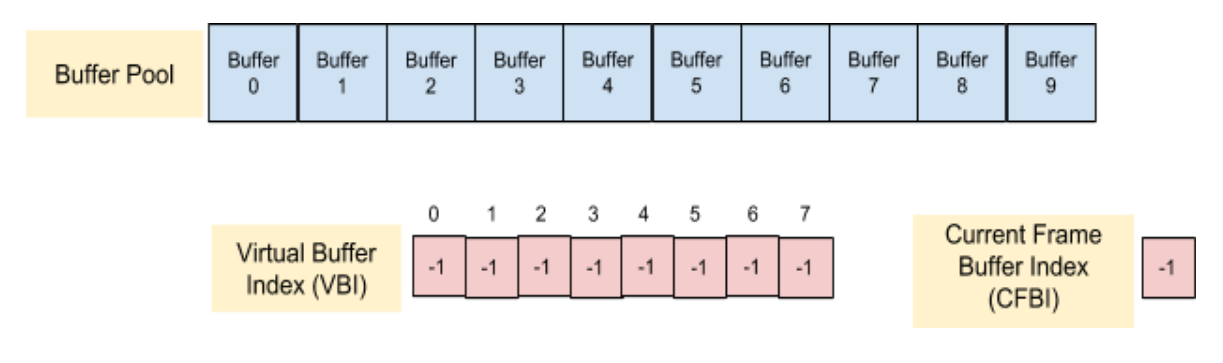 Buffer Pool
Buffer 0
Buffer 1
Buffer 2
Buffer 3
Buffer 4
Buffer 5
Buffer 6
Buffer 7
Buffer 8
Buffer 9
0 1 2 3 4 5 6 7
Virtual Buffer
Index (VBI)
-1 -1 -1 -1 -1 -1 -1 -1
Current Frame
Buffer Index
(CFBI)
-1